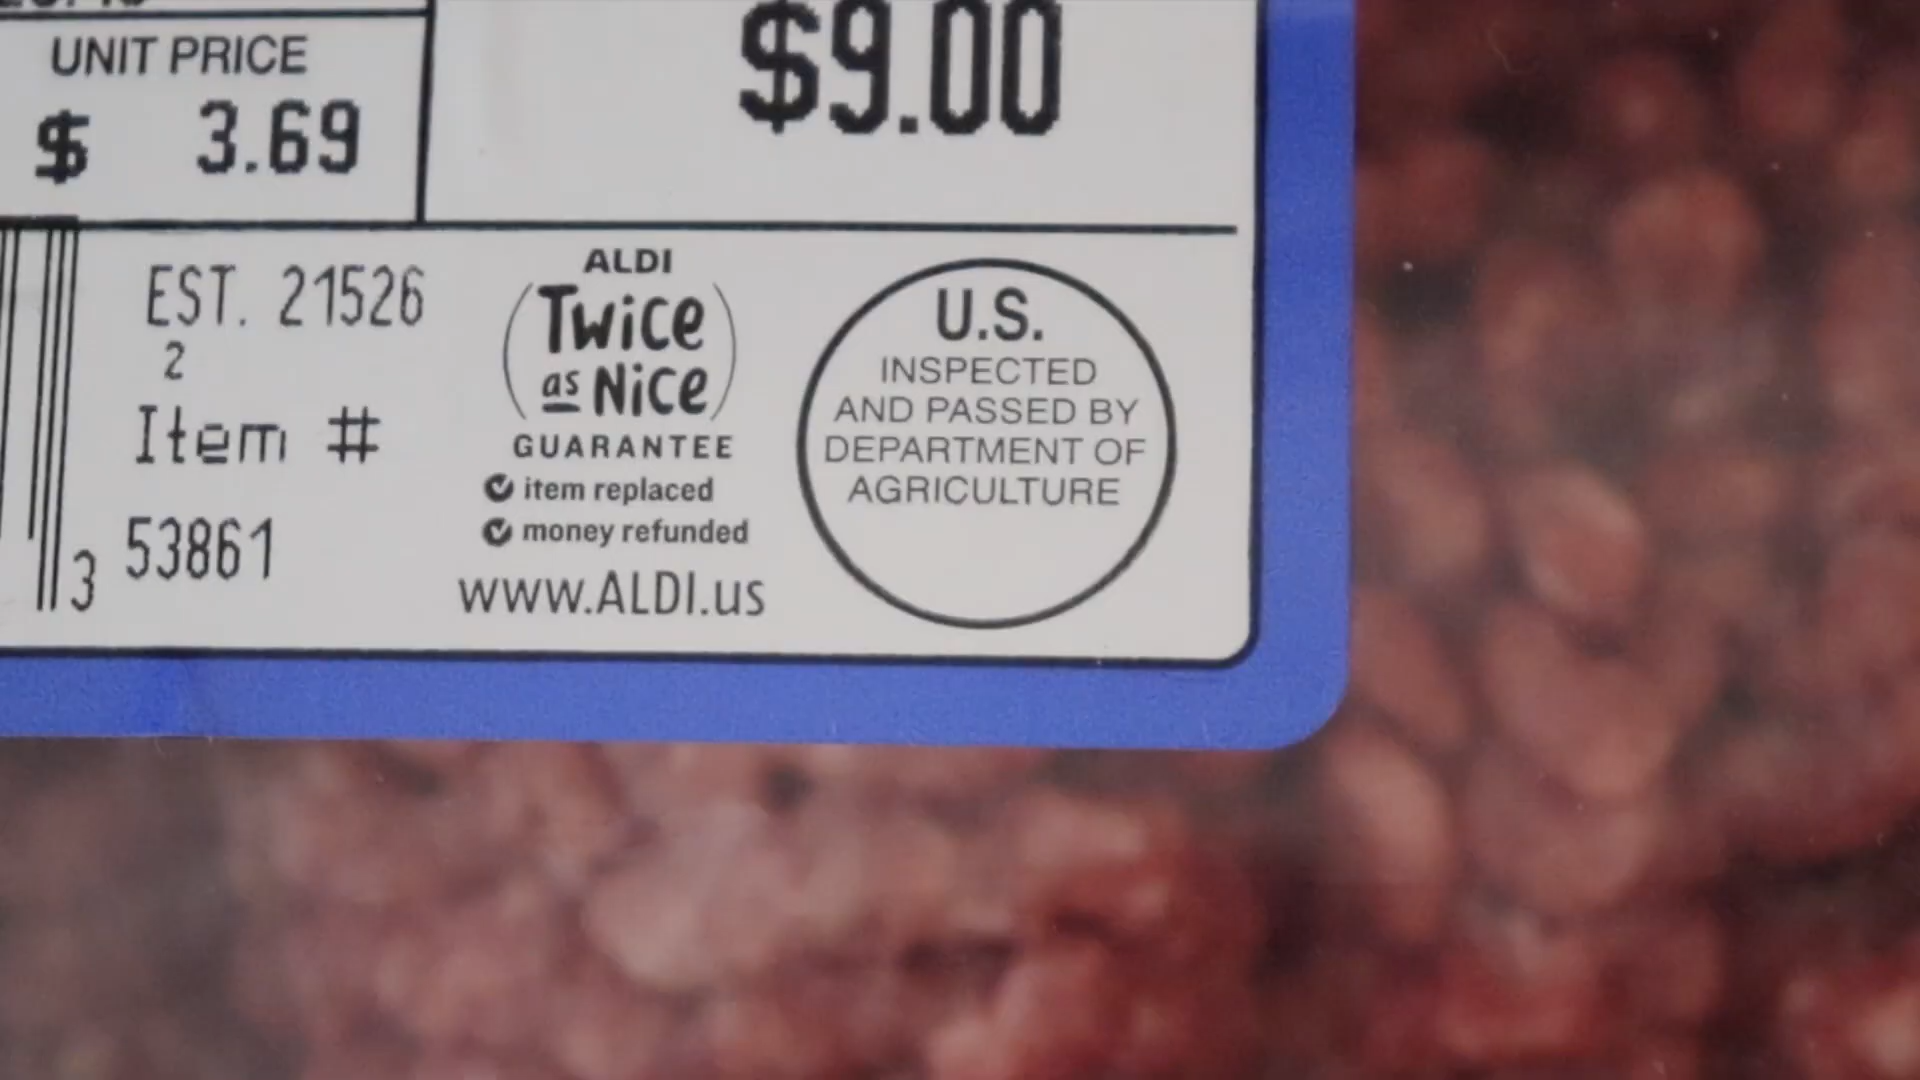 UNIT PRICE
$ 3.69
$9.00
EST. 21526
2
Item #
53861
3
ALDI
Twice
as Nice
GUARANTEE
item replaced
money refunded
www.ALDI.us
U.S.
INSPECTED
AND PASSED BY
DEPARTMENT OF
AGRICULTURE